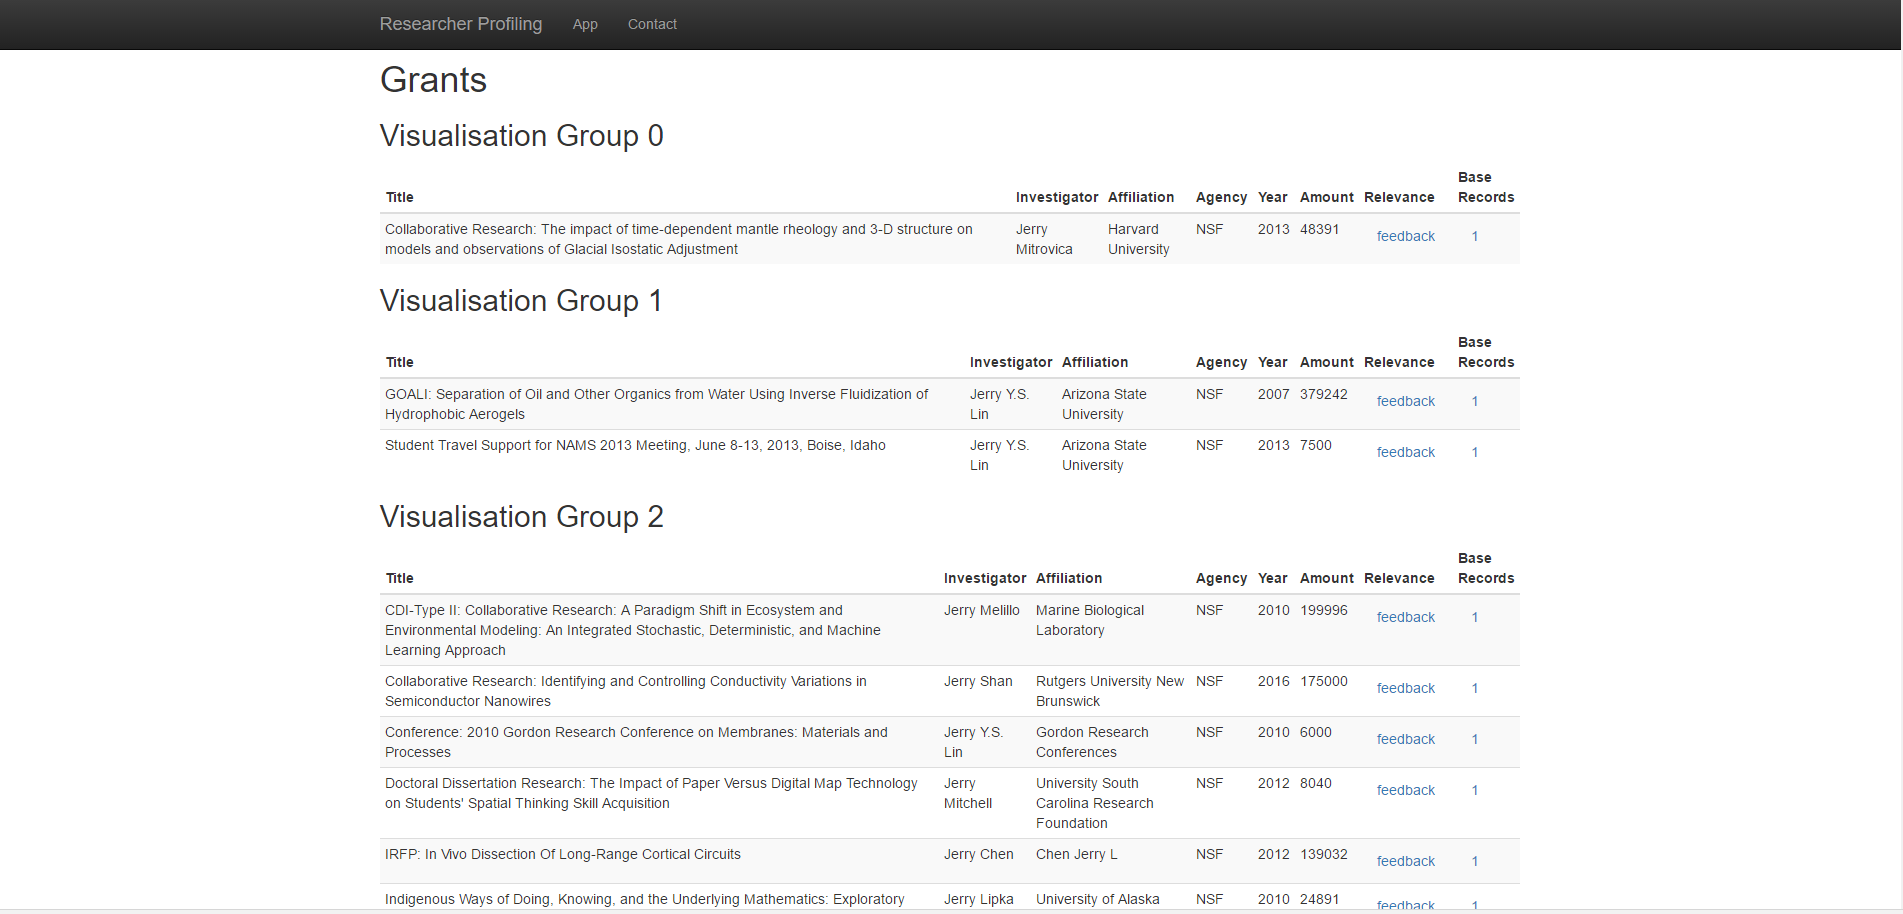 Researcher Profiling App Contact
Grants
Visualisation Group 0
Base
Title Investigator Affiliation Agency Year Amount Relevance Records
Collaborative Research: The impact of time-dependent mantle rheology and 3-D structure on Jerry Harvard NSF 2013 48391 feedback 1
models and observations of Glacial Isostatic Adjustment Mitrovica University
Visualisation Group 1
Base
Title Investigator Affiliation Agency Year Amount Relevance Records
GOALI: Separation of Oil and Other Organics from Water Using Inverse Fluidization of Jerry Y.S. Arizona State NSF 2007 379242 feedback 1
Hydrophobic Aerogels Lin University
Student Travel Support for NAMS 2013 Meeting, June 8-13, 2013, Boise, Idaho Jerry Y.S. Arizona State NSF 2013 7500 feedback 1
Lin University
Visualisation Group 2
Base
Title Investigator Affiliation Agency Year Amount Relevance Records
CDI-Type II: Collaborative Research: A Paradigm Shift in Ecosystem and Jerry Melillo Marine Biological NSF 2010 199996 feedback 1
Environmental Modeling: An Integrated Stochastic, Deterministic, and Machine Laboratory
Learning Approach
Collaborative Research: Identifying and Controlling Conductivity Variations in Jerry Shan Rutgers University New NSF 2016 175000 feedback 1
Semiconductor Nanowires Brunswick
Conference: 2010 Gordon Research Conference on Membranes: Materials and Jerry Y.S. Gordon Research NSF 2010 6000 feedback 1
Processes Lin Conferences
Doctoral Dissertation Research: The Impact of Paper Versus Digital Map Technology Jerry University South NSF 2012 8040 feedback 1
on Students' Spatial Thinking Skill Acquisition Mitchell Carolina Research
Foundation
IRFP: In Vivo Dissection Of Long-Range Cortical Circuits Jerry Chen Chen Jerry L NSF 2012 139032 feedback 1
Indigenous Ways of Doing, Knowing, and the Underlying Mathematics: Exploratory Jerry Lipka University of Alaska NSF 2010 24891 feedback 1